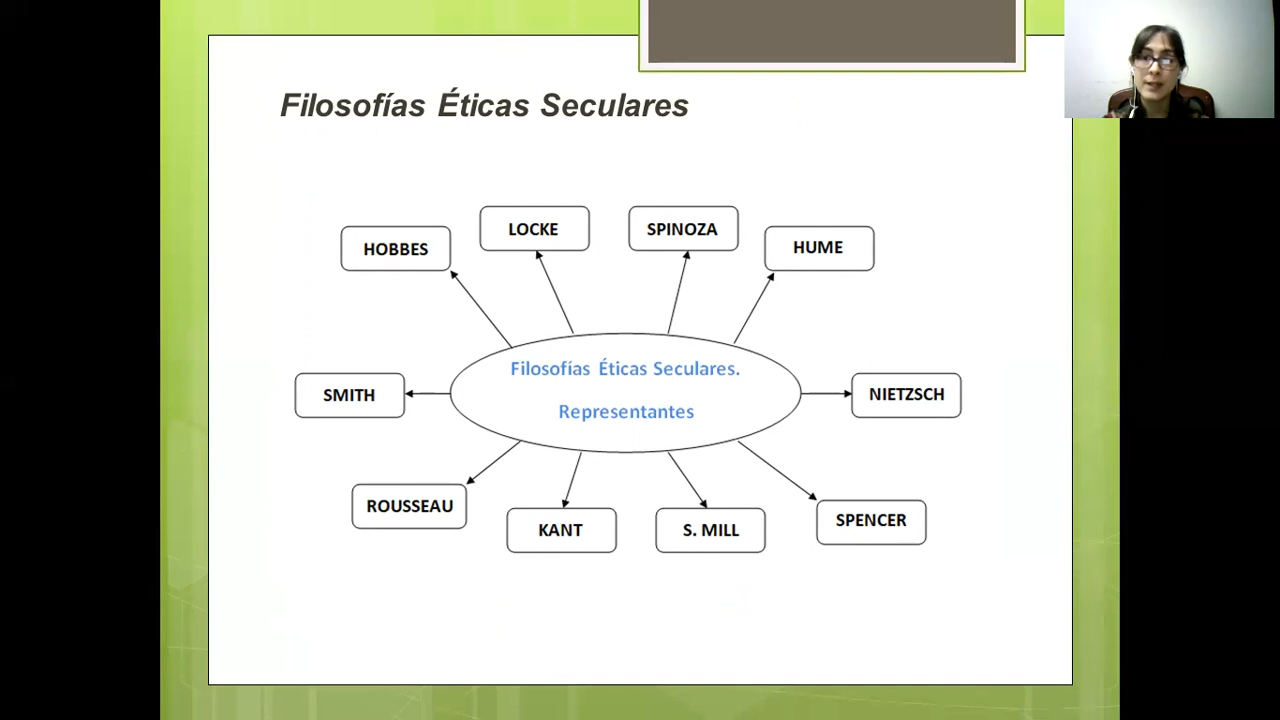 Filosofías Éticas Seculares
LOCKE
SPINOZA
HOBBES
HUME
Filosofías Éticas Seculares.
Representantes
SMITH
NIETZSCH
ROUSSEAU
KANT
S. MILL
SPENCER